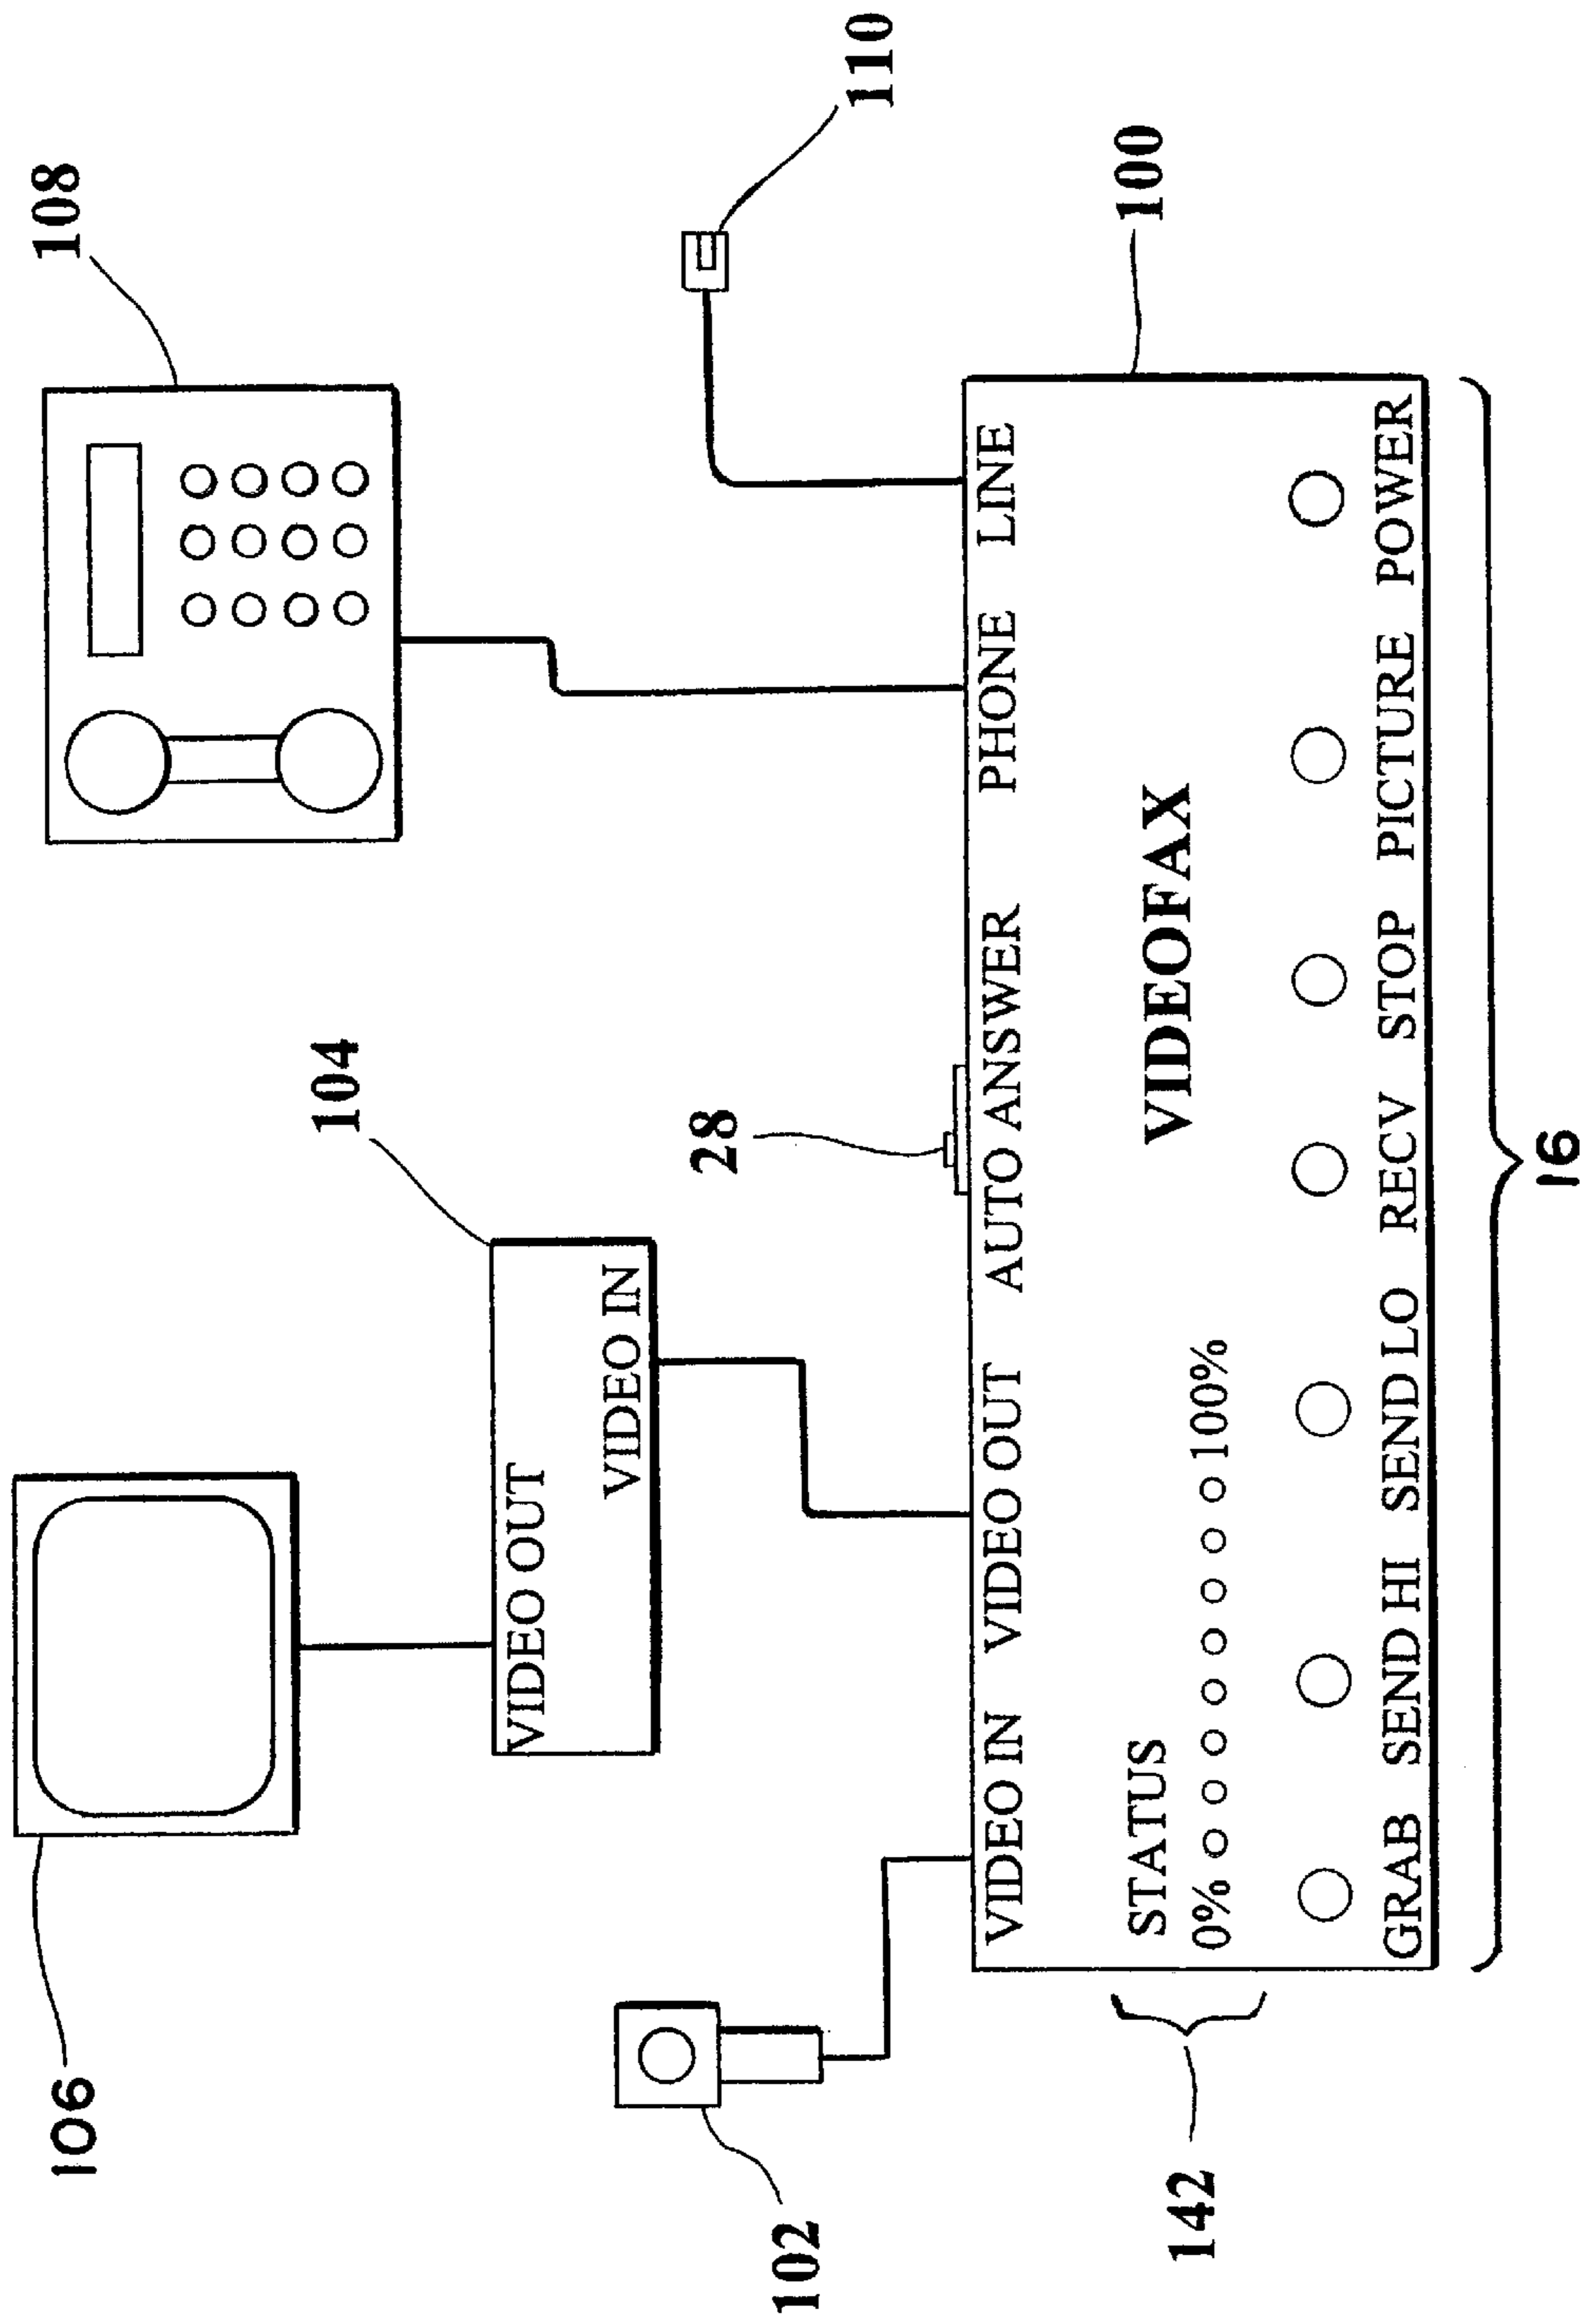 106
108
104
VIDEO OUT
VIDEO IN
110
102
28
VIDEO IN VIDEO OUT AUTO ANSWER PHONE LINE
100
142
STATUS
VIDEOFAX
0% 100%
GRAB SEND HI SEND LO RECV STOP PICTURE POWER
16